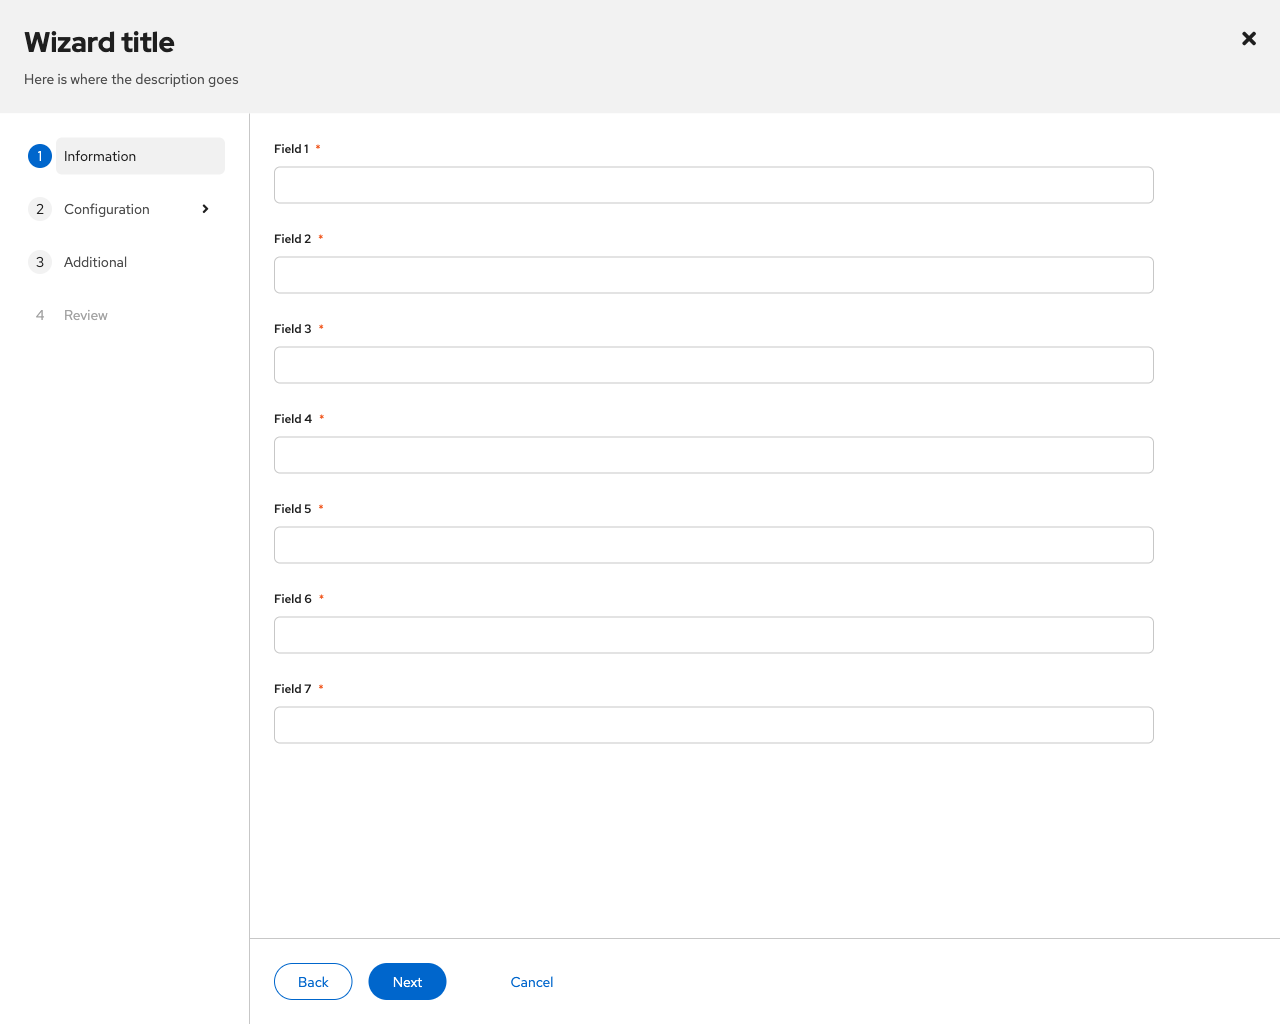 Wizard title
Here is where the description goes
1 Information
2 Configuration
3 Additional
4 Review
Field 1 *
Field 2 *
Field 3 *
Field 4 *
Field 5 *
Field 6 *
Field 7 *
Back Next Cancel